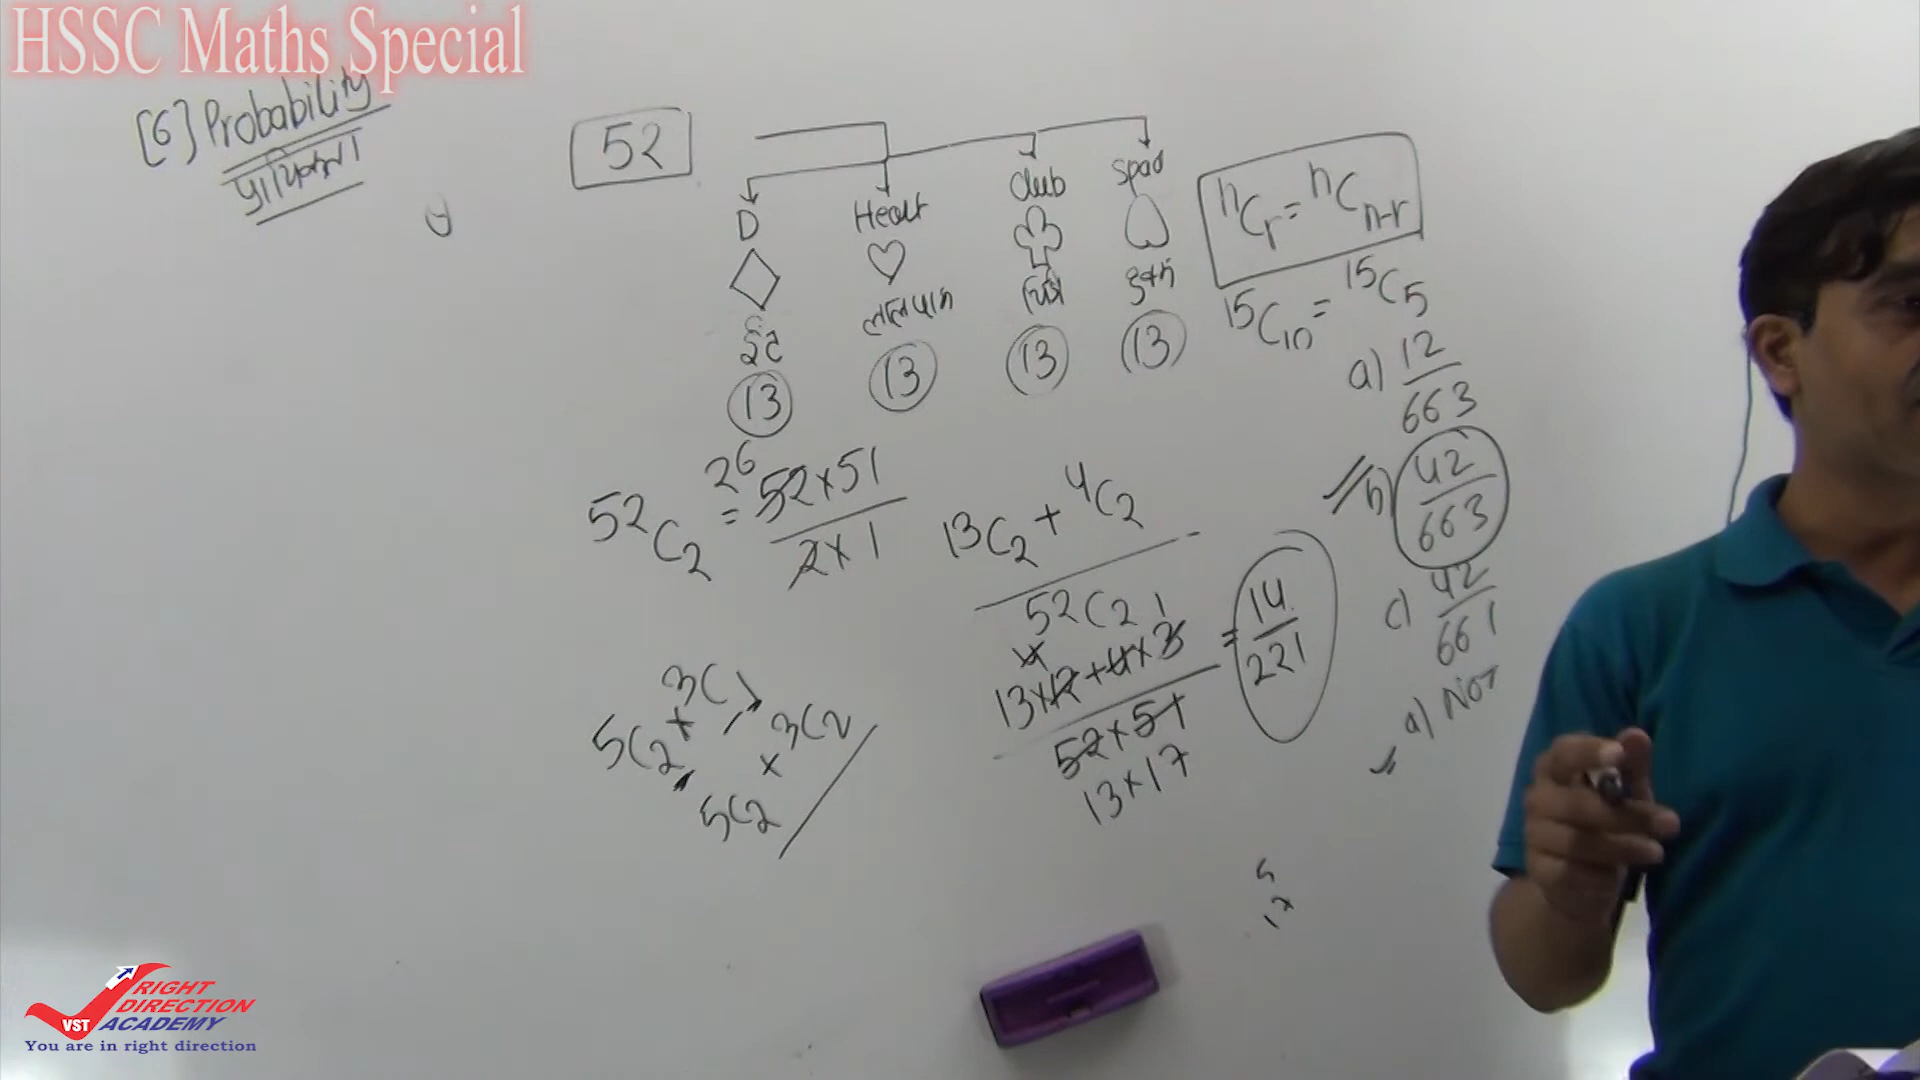 HSSC Maths Special
[6] Probability
प्रायिकता
52
D
Heart
Club
Spad
ईंट
लालपान
चिड़ी
हुकम
13
13
13
13
nCr = nCn-r
15C10 = 15C5
a) 12/663
b) 42/663
c) 42/661
a) Not
52C2 = 52×51/2×1
26
13C2 + 4C2
52C2
13×12+4×3
52×51
13×17
= 14/221
5C2 × 3C1
× 3C2
5C2
VST
RIGHT
DIRECTION
ACADEMY
You are in right direction